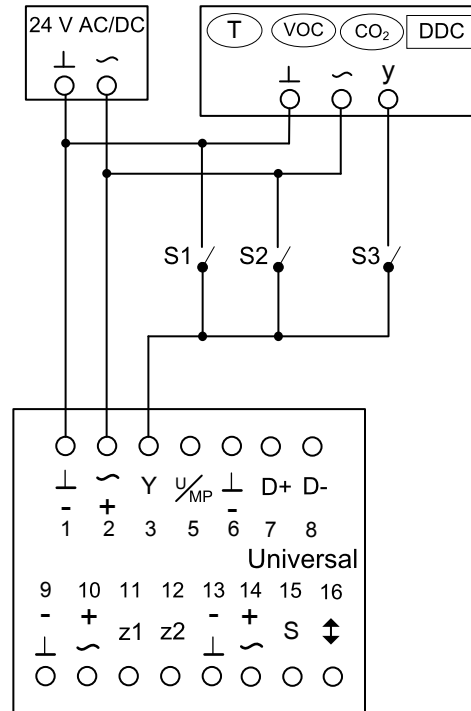 24 V AC/DC
T VOC CO₂ DDC
⊥ ~ ⊥ ~ y
S1 S2 S3
⊥ ~ Y U/MP ⊥ D+ D-
- + -
1 2 3 5 6 7 8
Universal
9 10 11 12 13 14 15 16
- + z1 z2 - + S ↕
⊥ ~ ⊥ ~